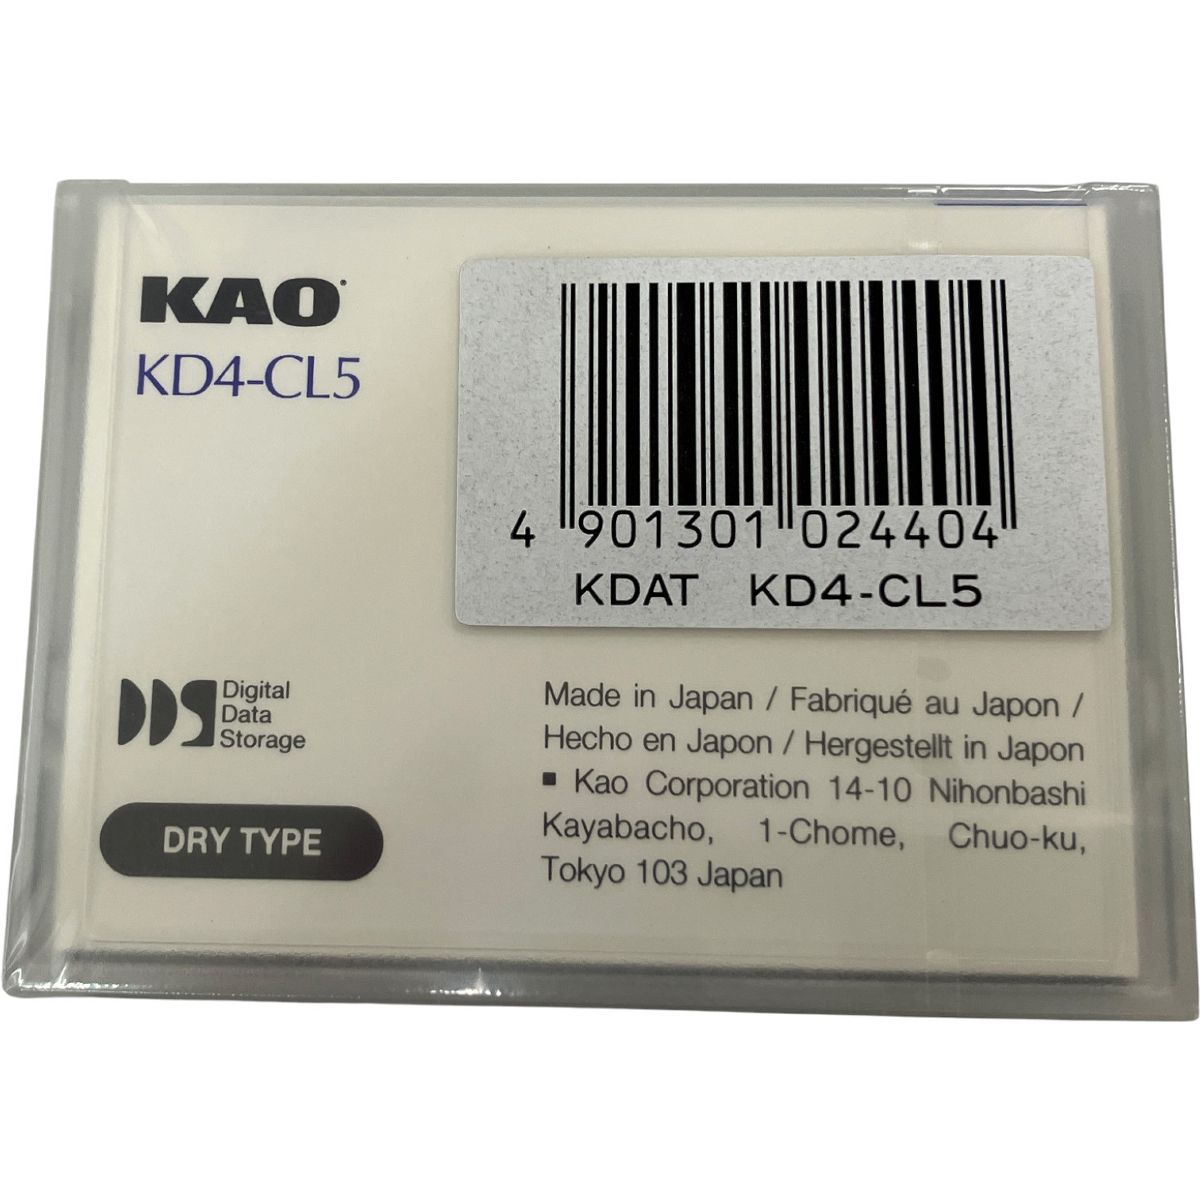 KAO
KD4-CL5
4 901301 024404
KDAT KD4-CL5
DDS
Digital
Data
Storage
DRY TYPE
Made in Japan / Fabriqué au Japon /
Hecho en Japon / Hergestellt in Japon
▪ Kao Corporation 14-10 Nihonbashi
Kayabacho, 1-Chome, Chuo-ku,
Tokyo 103 Japan